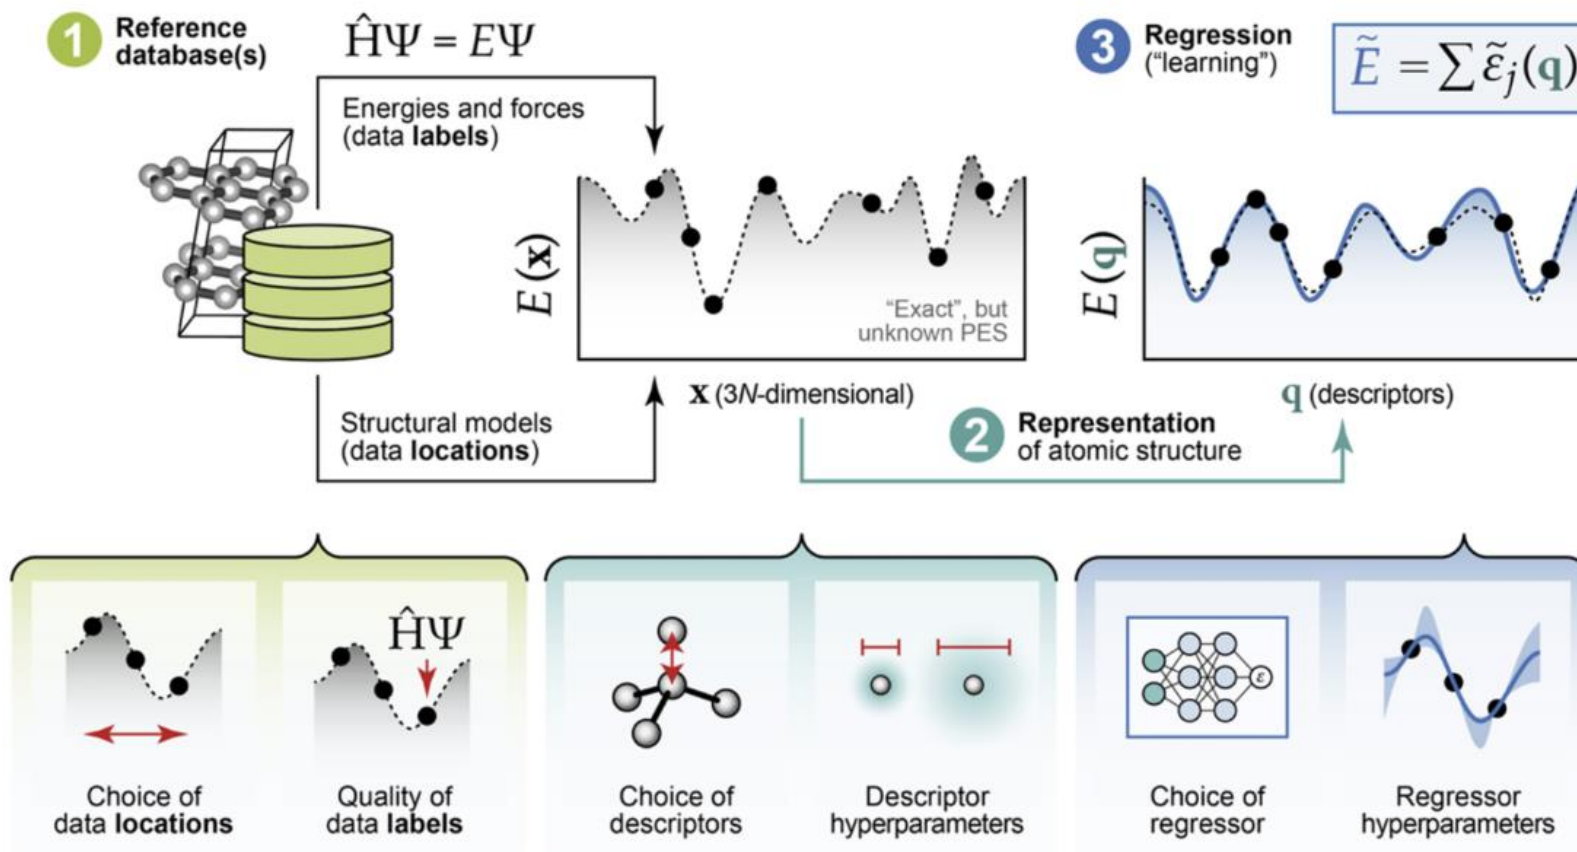 1
Reference
database(s)
ĤΨ = EΨ
Energies and forces
(data labels)
E(x)
"Exact", but
unknown PES
x (3N-dimensional)
Structural models
(data locations)
2
Representation
of atomic structure
3
Regression
("learning")
Ẽ = ∑ ε̃ⱼ(q)
E(q)
q (descriptors)
Choice of
data locations
ĤΨ
Quality of
data labels
Choice of
descriptors
Descriptor
hyperparameters
ε
Choice of
regressor
Regressor
hyperparameters